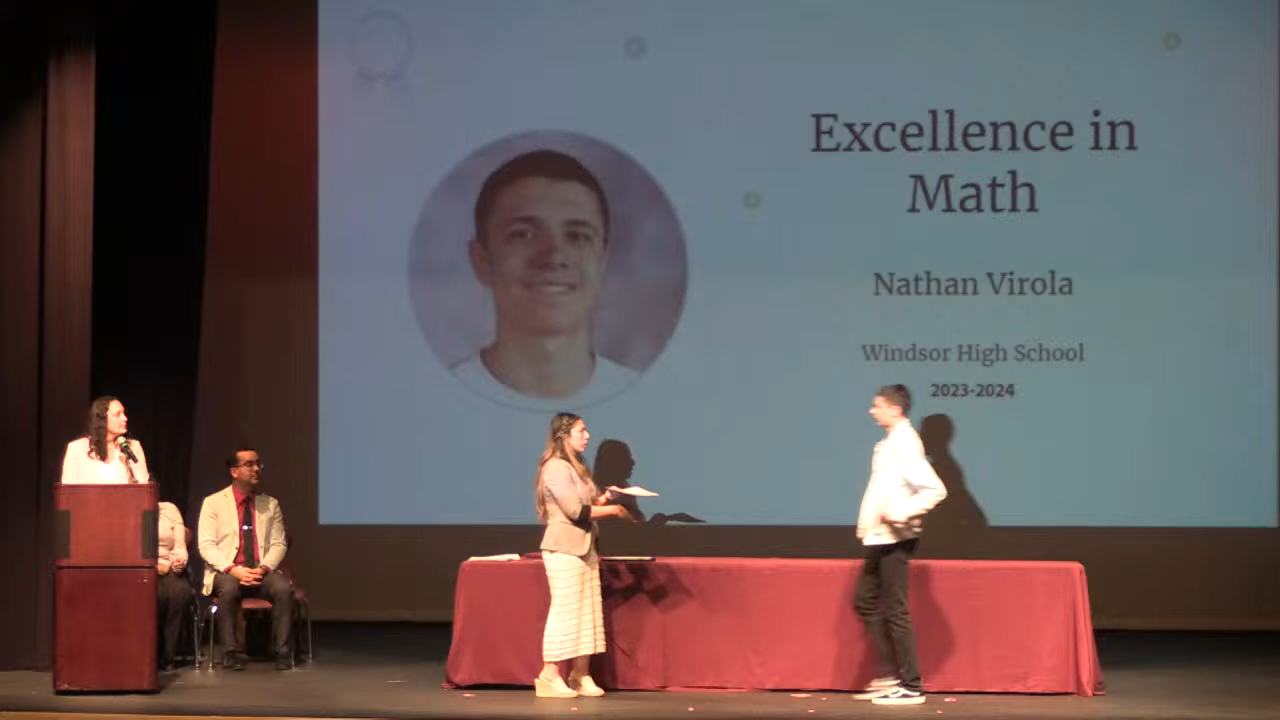 Excellence in
Math
Nathan Virola
Windsor High School
2023-2024